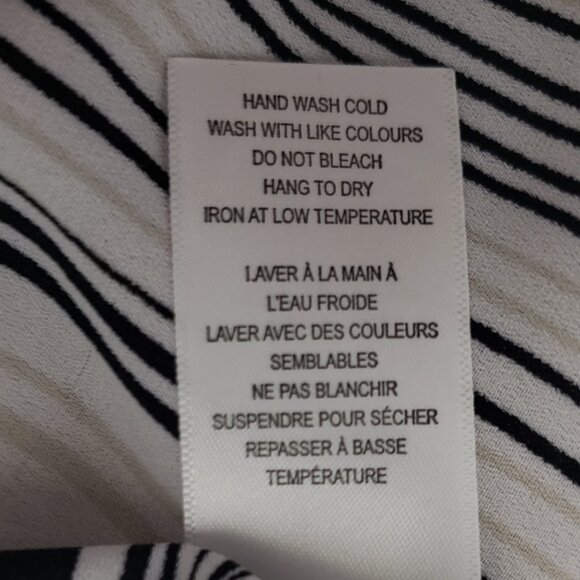 HAND WASH COLD
WASH WITH LIKE COLOURS
DO NOT BLEACH
HANG TO DRY
IRON AT LOW TEMPERATURE
LAVER À LA MAIN À
L'EAU FROIDE
LAVER AVEC DES COULEURS
SEMBLABLES
NE PAS BLANCHIR
SUSPENDRE POUR SÉCHER
REPASSER À BASSE
TEMPÉRATURE